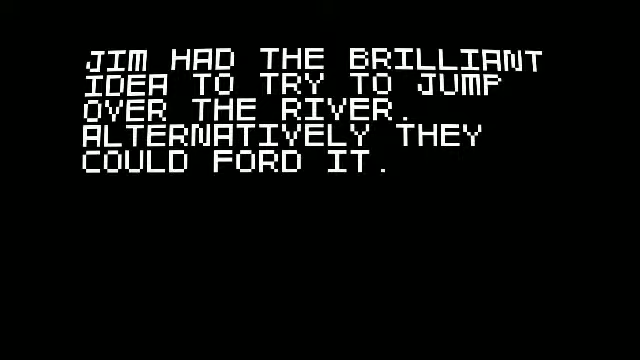 JIM HAD THE BRILLIANT
IDEA TO TRY TO JUMP
OVER THE RIVER.
ALTERNATIVELY THEY
COULD FORD IT.